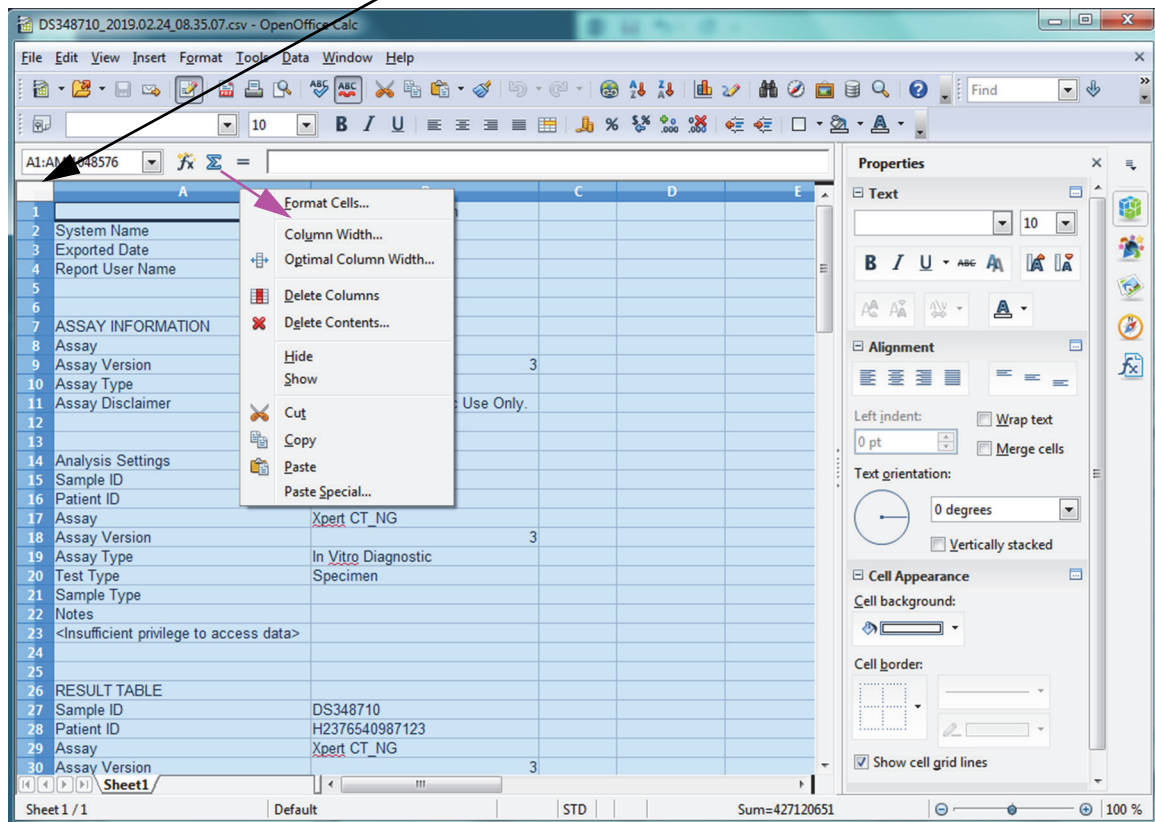 DS348710_2019.02.24_08.35.07.csv - OpenOffice Calc
File Edit View Insert Format Tools Data Window Help
Find
10
A1:AM1048576
Properties
A C D E
Text
10
1
2 System Name
3 Exported Date
4 Report User Name
5
6
7 ASSAY INFORMATION
8 Assay
9 Assay Version 3
10 Assay Type
11 Assay Disclaimer Use Only.
12
13
14 Analysis Settings
15 Sample ID
16 Patient ID
17 Assay Xpert CT_NG
18 Assay Version 3
19 Assay Type In Vitro Diagnostic
20 Test Type Specimen
21 Sample Type
22 Notes
23 <Insufficient privilege to access data>
24
25
26 RESULT TABLE
27 Sample ID DS348710
28 Patient ID H2376540987123
29 Assay Xpert CT_NG
30 Assay Version 3
Format Cells...
Column Width...
Optimal Column Width...
Delete Columns
Delete Contents...
Hide
Show
Cut
Copy
Paste
Paste Special...
Alignment
Left indent:
0 pt
Wrap text
Merge cells
Text orientation:
0 degrees
Vertically stacked
Cell Appearance
Cell background:
Cell border:
Show cell grid lines
Sheet1
Sheet 1 / 1 Default STD Sum=427120651 100 %